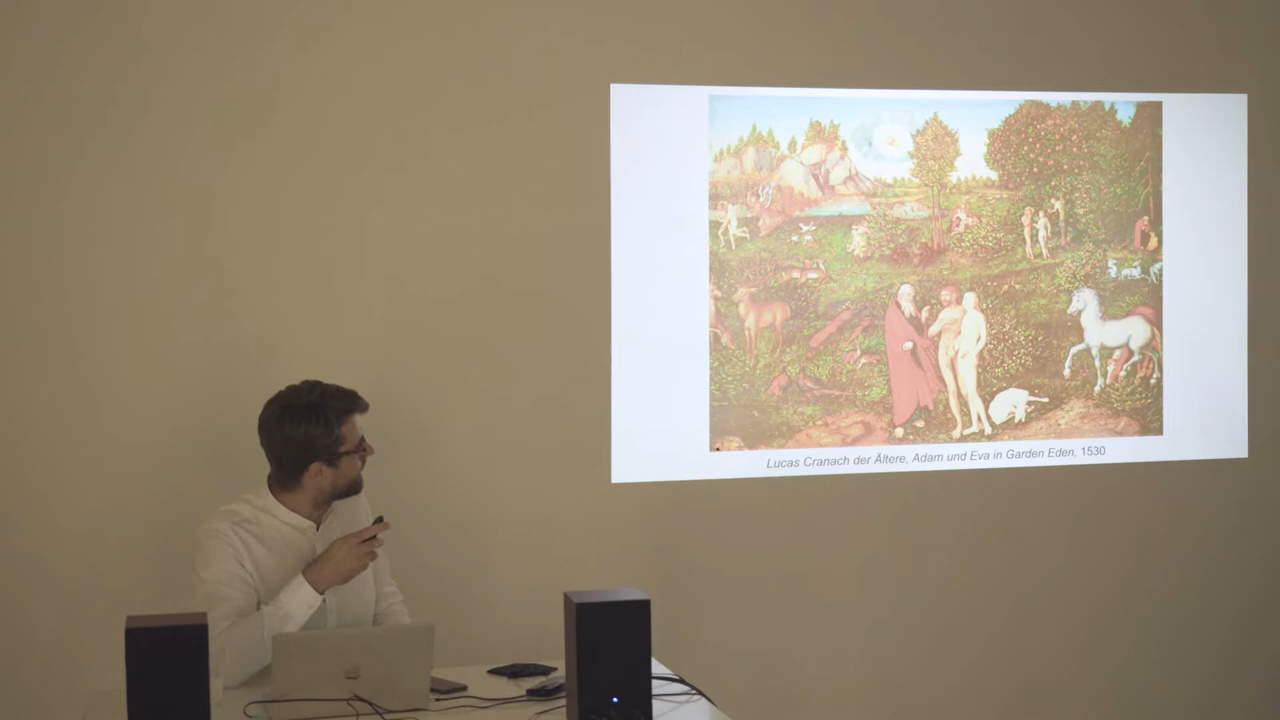 Lucas Cranach der Ältere, Adam und Eva in Garden Eden, 1530